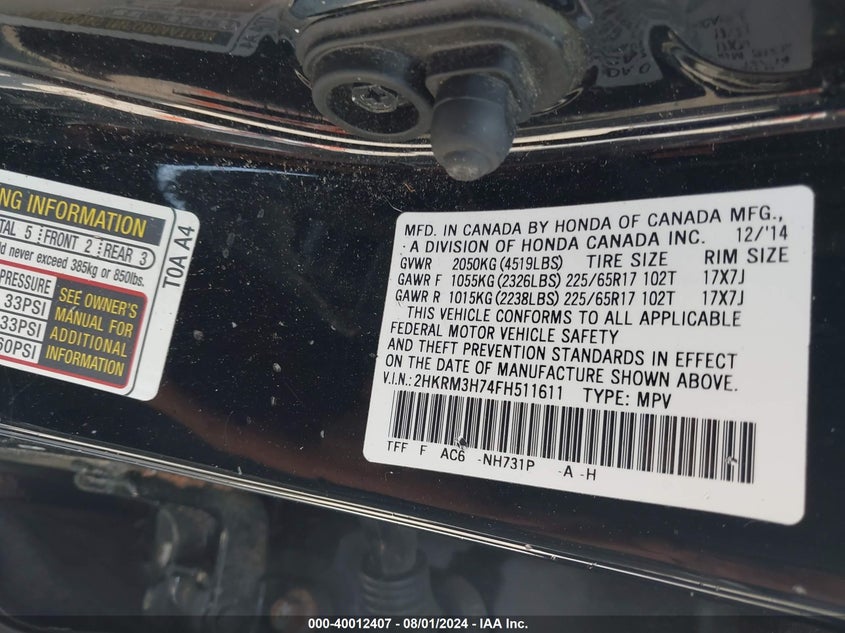 NG INFORMATION
TAL 5 FRONT 2 REAR 3
ld never exceed 385kg or 850lbs.
PRESSURE
33PSI
33PSI
60PSI
SEE OWNER'S
MANUAL FOR
ADDITIONAL
INFORMATION
T0A A4
MFD. IN CANADA BY HONDA OF CANADA MFG.,
A DIVISION OF HONDA CANADA INC. 12/'14
GVWR 2050KG (4519LBS) TIRE SIZE RIM SIZE
GAWR F 1055KG (2326LBS) 225/65R17 102T 17X7J
GAWR R 1015KG (2238LBS) 225/65R17 102T 17X7J
THIS VEHICLE CONFORMS TO ALL APPLICABLE
FEDERAL MOTOR VEHICLE SAFETY
AND THEFT PREVENTION STANDARDS IN EFFECT
ON THE DATE OF MANUFACTURE SHOWN ABOVE.
V.I.N.: 2HKRM3H74FH511611 TYPE: MPV
TFF F AC6 -NH731P -A -H
000-40012407 - 08/01/2024 - IAA Inc.